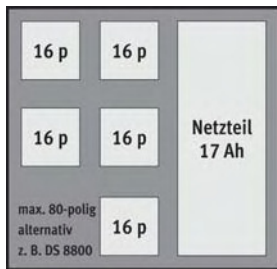 16 p 16 p
16 p 16 p
Netzteil
17 Ah
max. 80-polig
alternativ
z. B. DS 8800
16 p